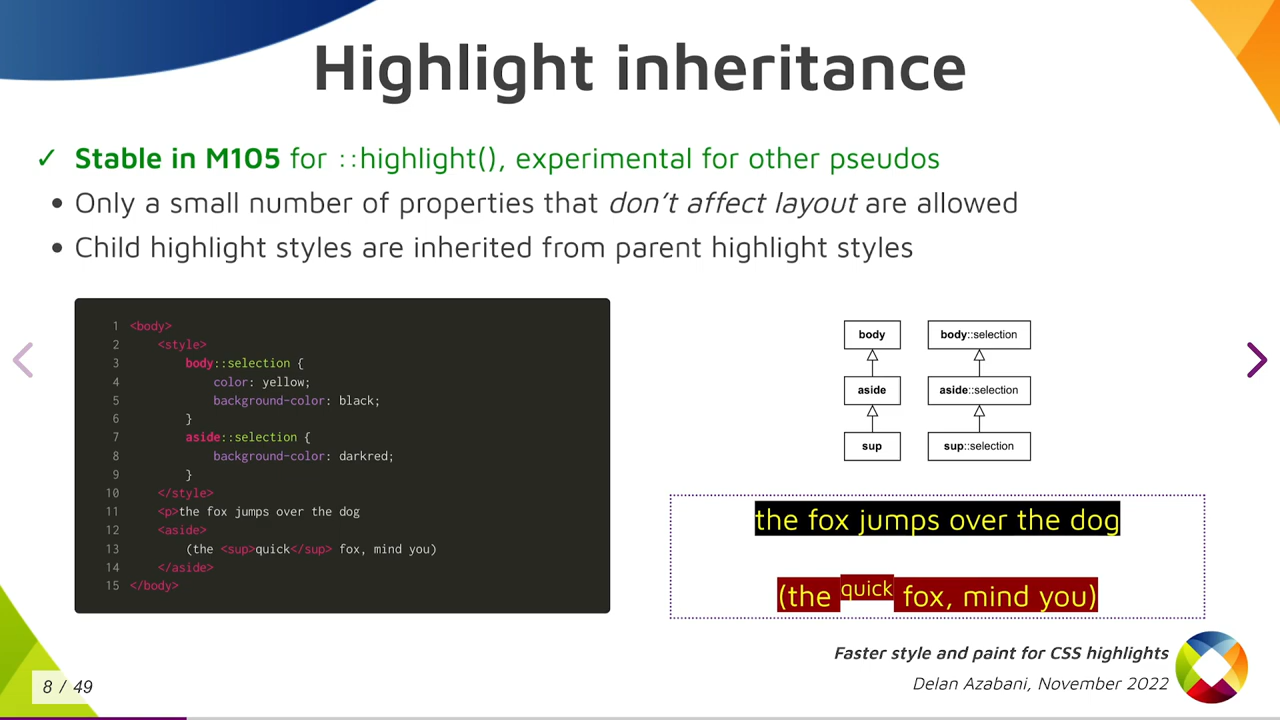 Highlight inheritance
✓ Stable in M105 for ::highlight(), experimental for other pseudos
• Only a small number of properties that don't affect layout are allowed
• Child highlight styles are inherited from parent highlight styles
1 <body>
2 <style>
3 body::selection {
4 color: yellow;
5 background-color: black;
6 }
7 aside::selection {
8 background-color: darkred;
9 }
10 </style>
11 <p>the fox jumps over the dog
12 <aside>
13 (the <sup>quick</sup> fox, mind you)
14 </aside>
15 </body>
body body::selection
aside aside::selection
sup sup::selection
the fox jumps over the dog
(the quick fox, mind you)
Faster style and paint for CSS highlights
Delan Azabani, November 2022
8 / 49